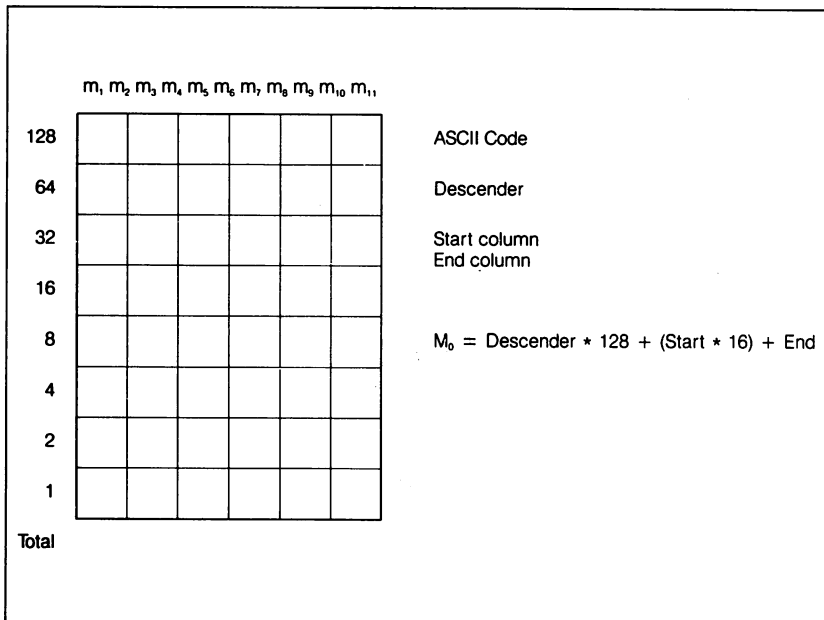 m₁ m₂ m₃ m₄ m₅ m₆ m₇ m₈ m₉ m₁₀ m₁₁
128
ASCII Code
64
Descender
32
Start column
End column
16
8
M₀ = Descender * 128 + (Start * 16) + End
4
2
1
Total